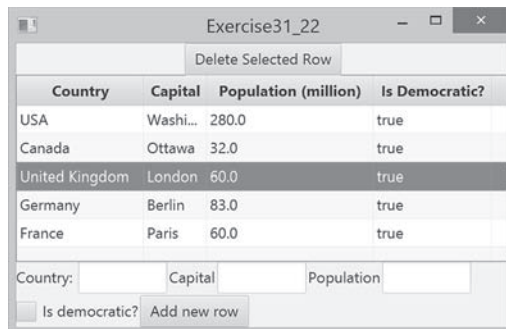 Exercise31_22
Delete Selected Row
Country Capital Population (million) Is Democratic?
USA Washi... 280.0 true
Canada Ottawa 32.0 true
United Kingdom London 60.0 true
Germany Berlin 83.0 true
France Paris 60.0 true
Country: Capital Population
Is democratic? Add new row